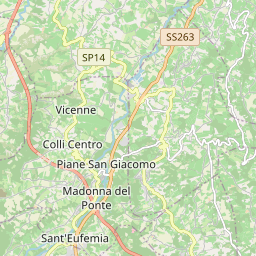 SS263
SP14
Vicenne
Colli Centro
Piane San Giacomo
Madonna del
Ponte
Sant'Eufemia